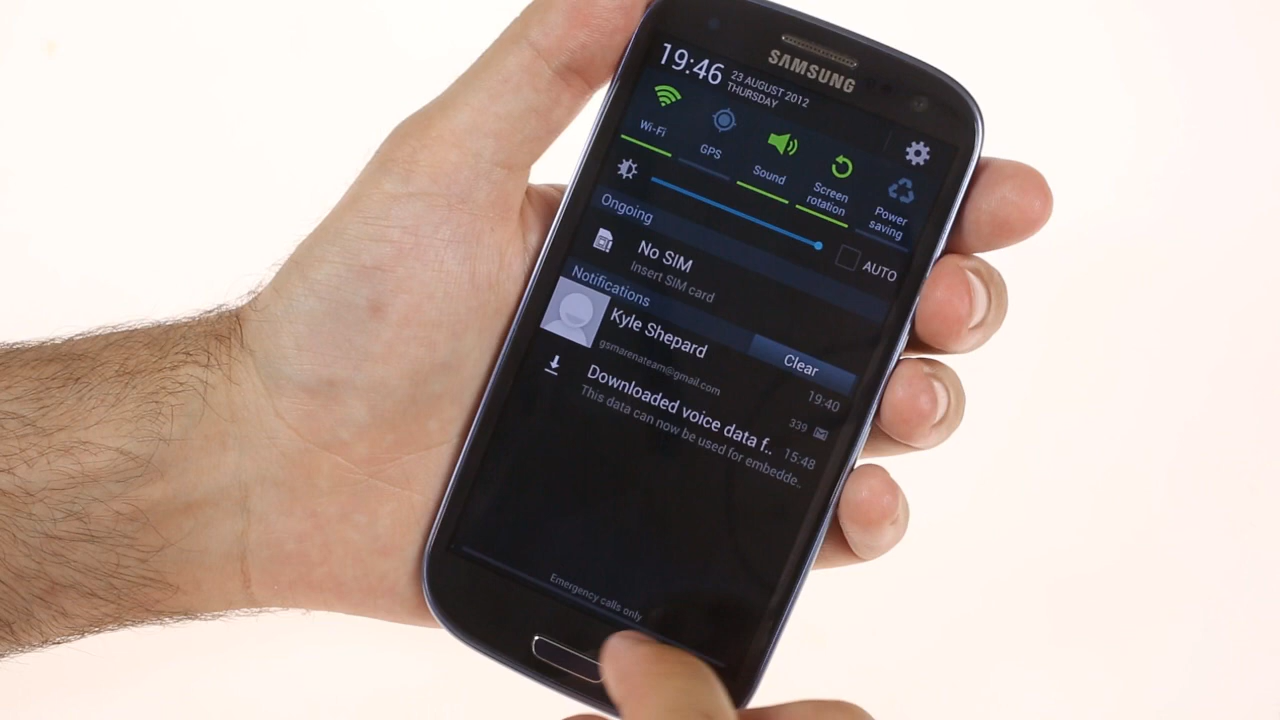 SAMSUNG
19:46
23 AUGUST 2012
THURSDAY
Wi-Fi
GPS
Sound
Screen
rotation
Power
saving
AUTO
Ongoing
No SIM
Insert SIM card
Notifications
Clear
Kyle Shepard
19:40
gsmarenateam@gmail.com
339
Downloaded voice data f..
15:48
This data can now be used for embedde..
Emergency calls only